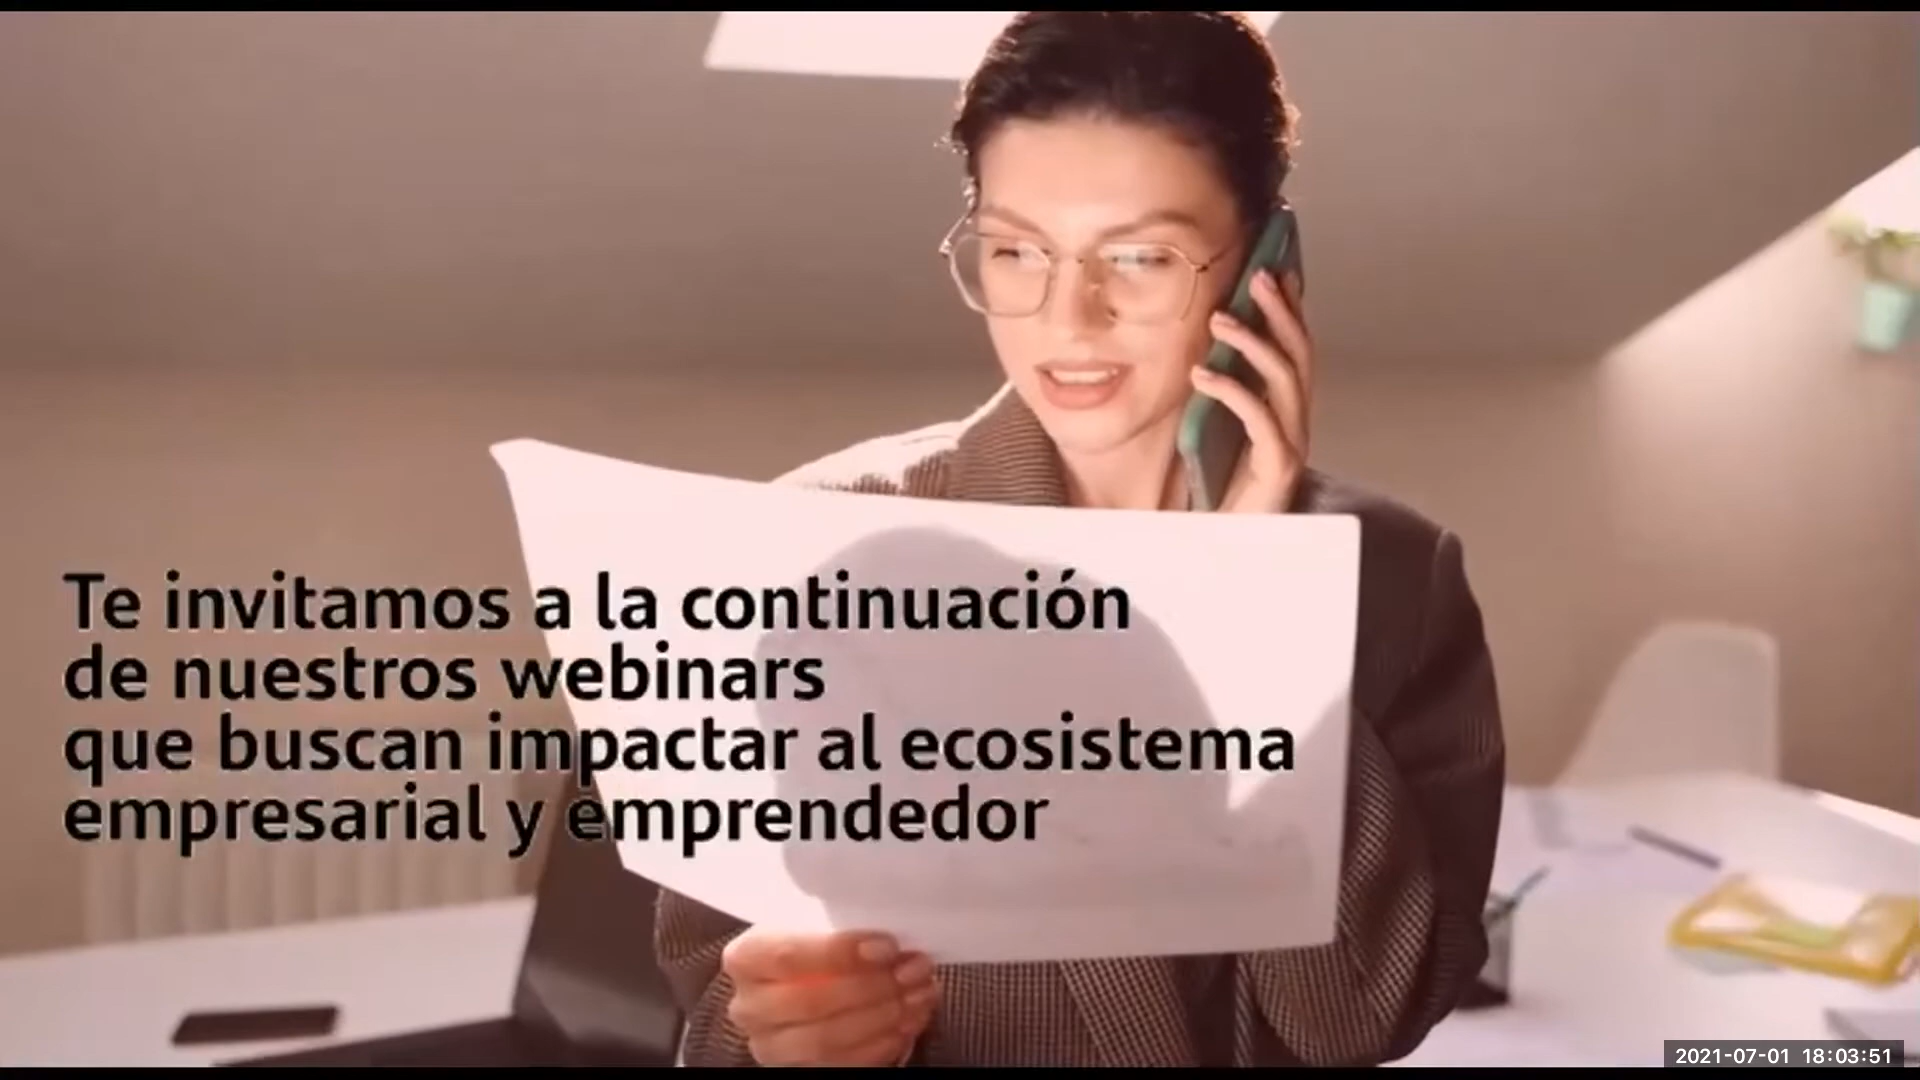 Te invitamos a la continuación
de nuestros webinars
que buscan impactar al ecosistema
empresarial y emprendedor
2021-07-01 18:03:51